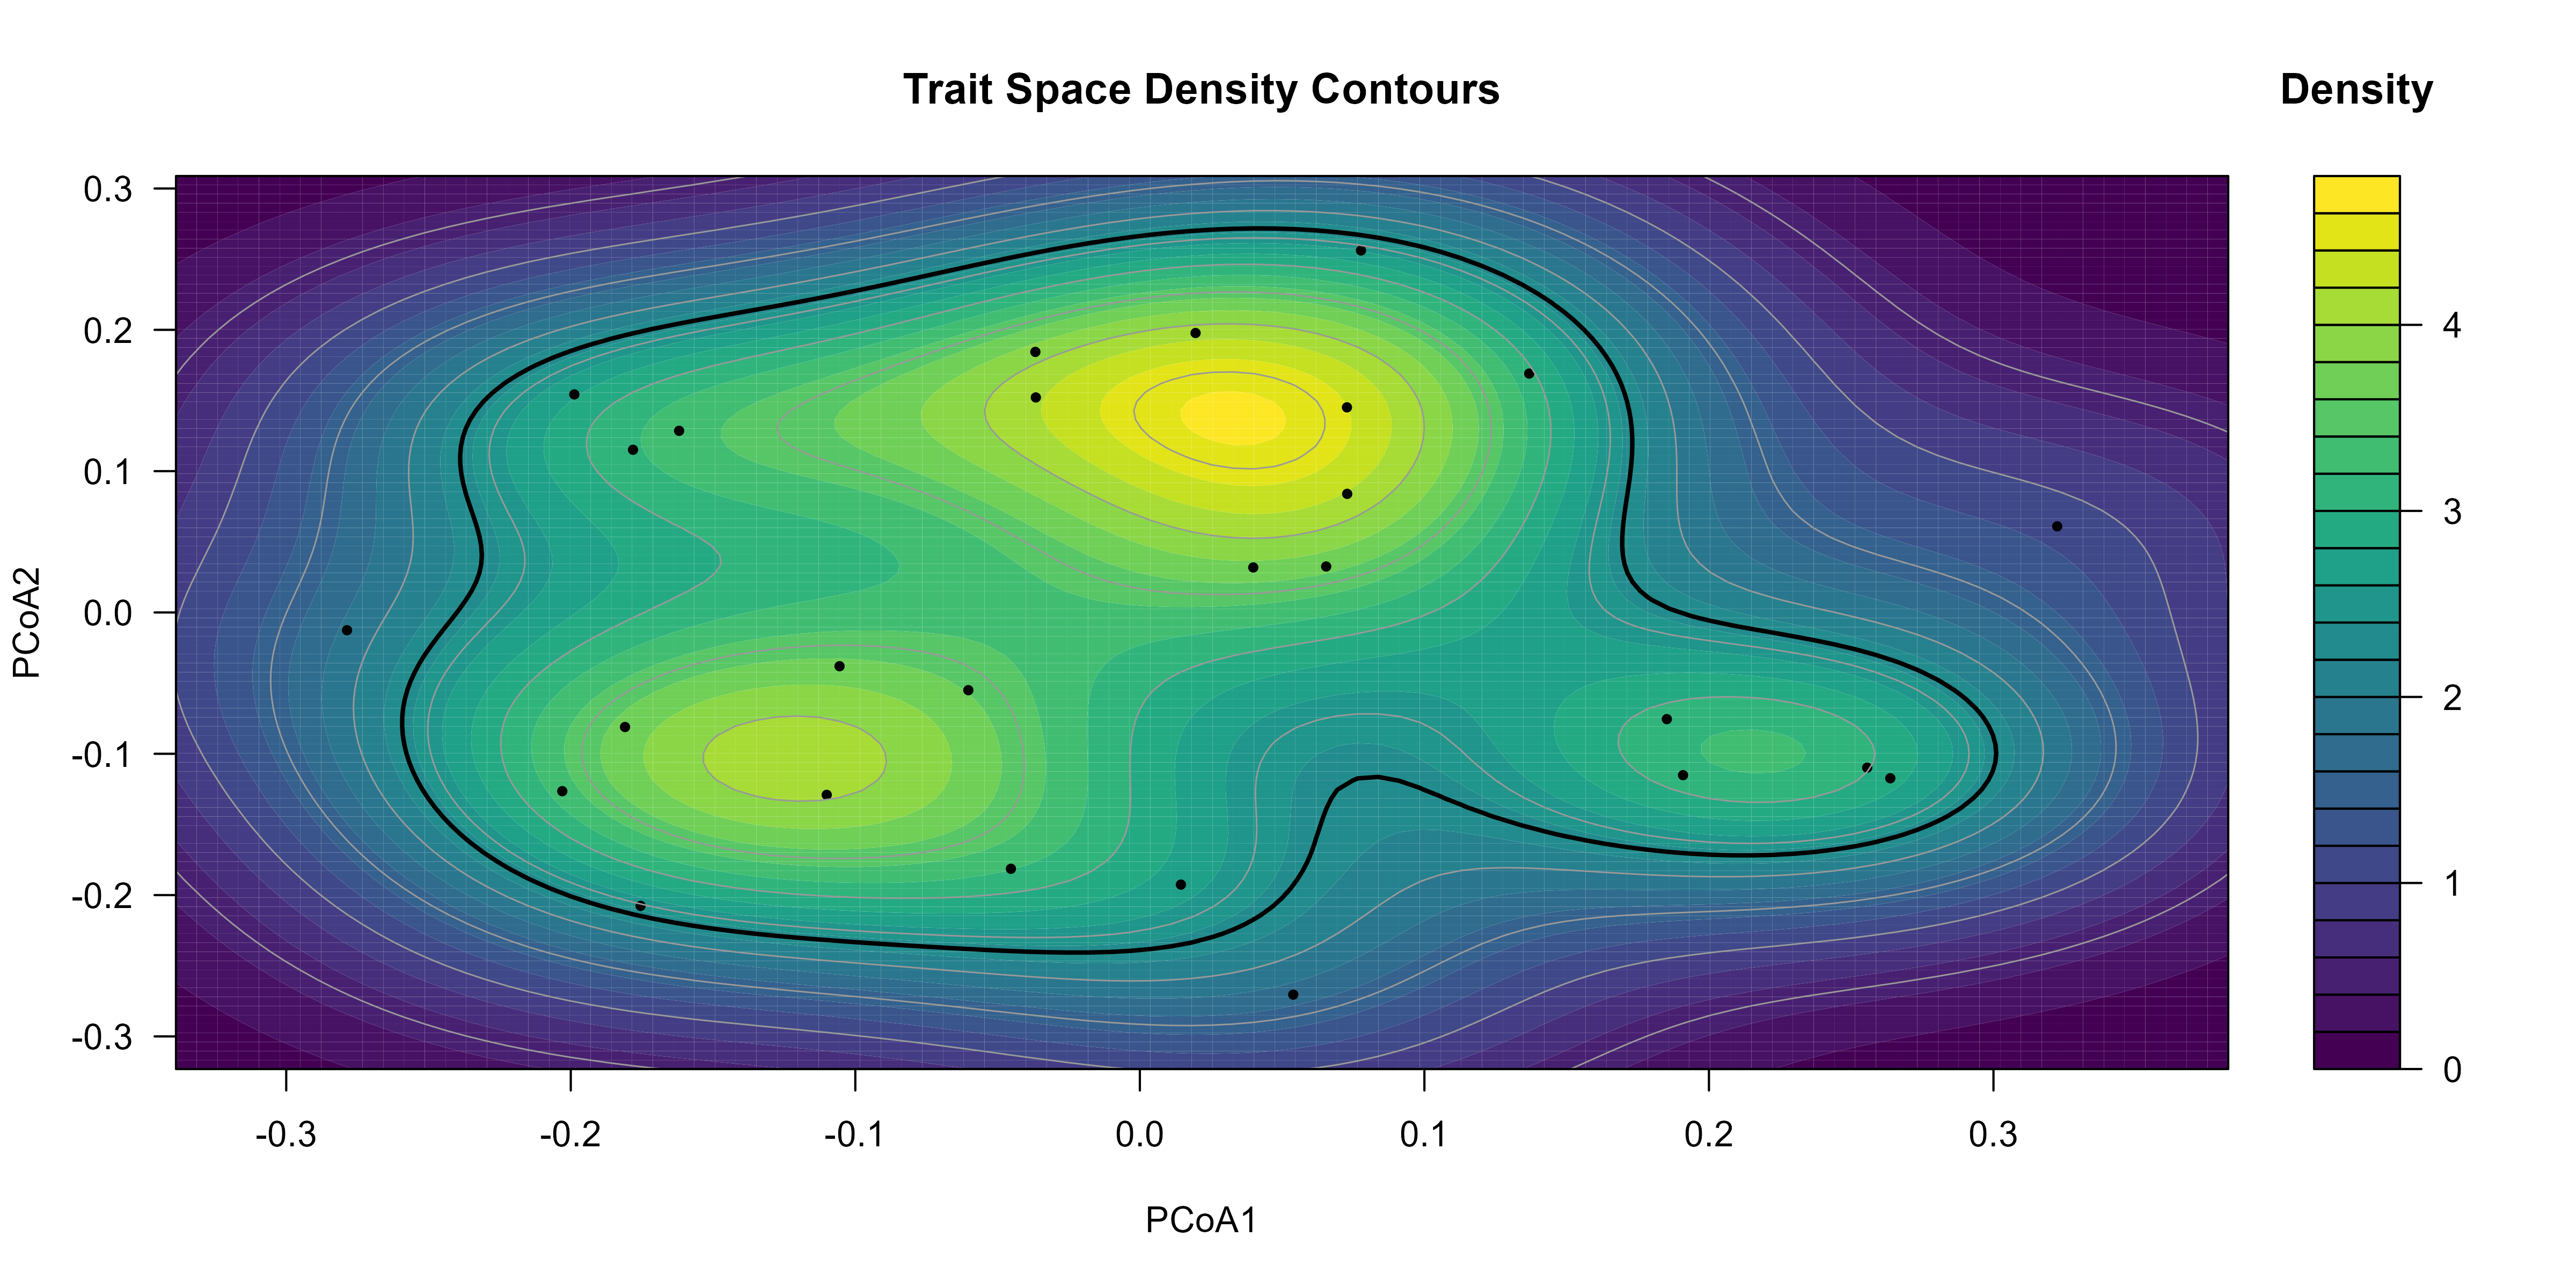 Trait Space Density Contours
Density
0.3
0.2
0.1
0.0
-0.1
-0.2
-0.3
PCoA2
-0.3 -0.2 -0.1 0.0 0.1 0.2 0.3
PCoA1
4
3
2
1
0